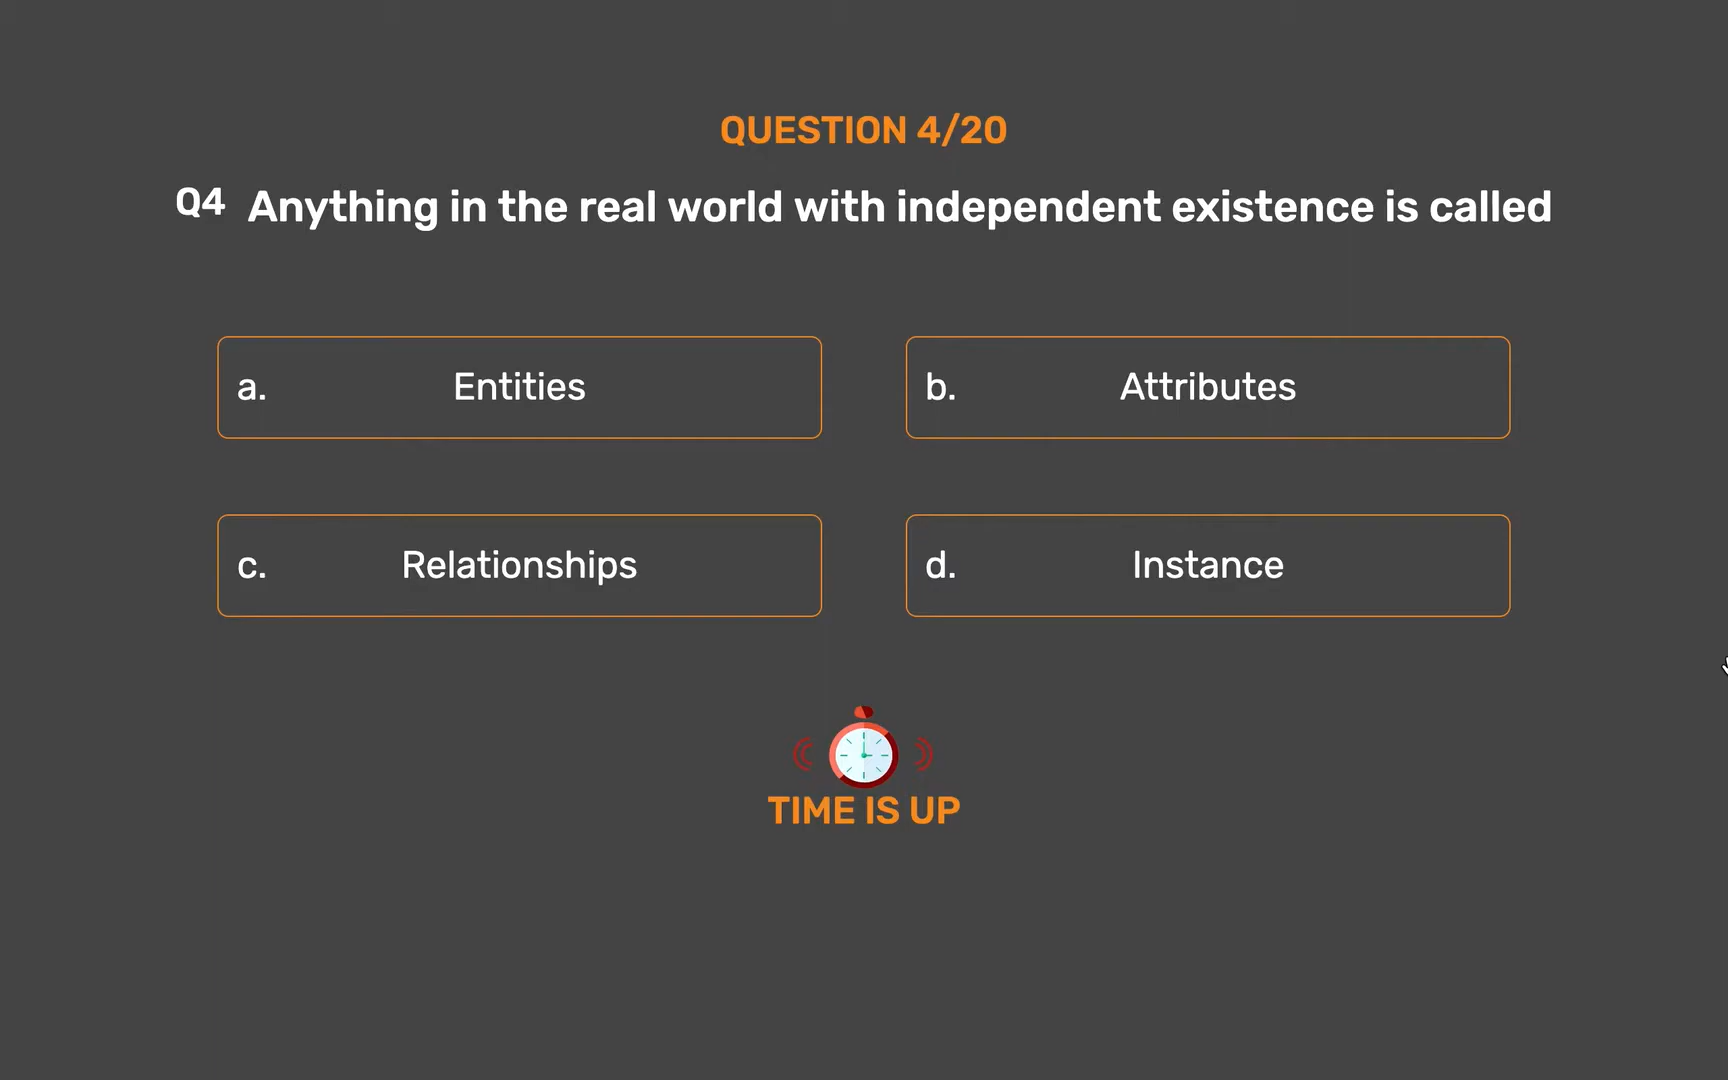 QUESTION 4/20
Q4 Anything in the real world with independent existence is called
a. Entities
b. Attributes
c. Relationships
d. Instance
TIME IS UP